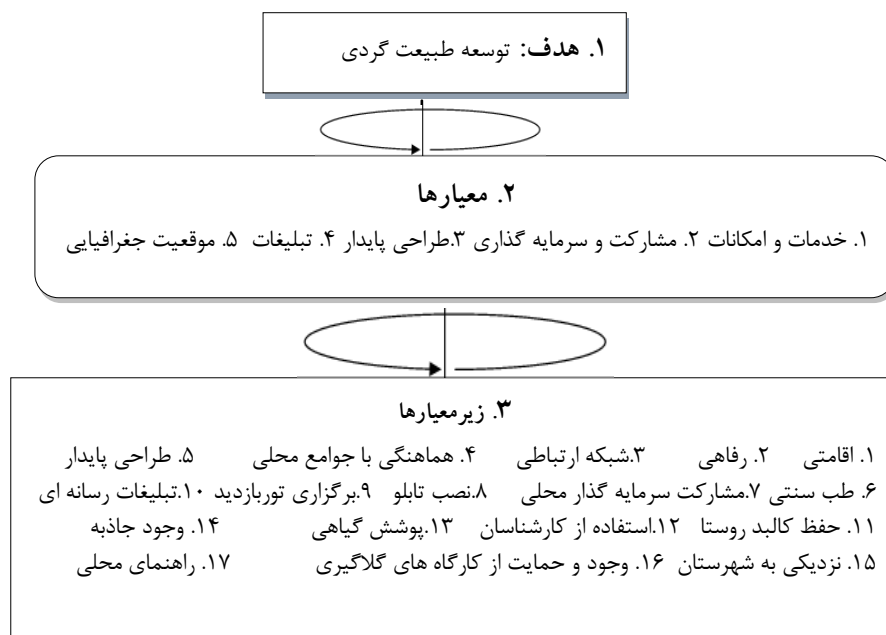 ۱. هدف: توسعه طبیعت گردی
۲. معیارها
۱. خدمات و امکانات ۲. مشارکت و سرمایه گذاری ۳.طراحی پایدار ۴. تبلیغات ۵. موقعیت جغرافیایی
۳. زیرمعیارها
۱. اقامتی ۲. رفاهی ۳.شبکه ارتباطی ۴. هماهنگی با جوامع محلی ۵. طراحی پایدار
۶. طب سنتی ۷.مشارکت سرمایه گذار محلی ۸.نصب تابلو ۹.برگزاری توربازدید ۱۰.تبلیغات رسانه ای
۱۱. حفظ کالبد روستا ۱۲.استفاده از کارشناسان ۱۳.پوشش گیاهی ۱۴. وجود جاذبه
۱۵. نزدیکی به شهرستان ۱۶. وجود و حمایت از کارگاه های گلاگیری ۱۷. راهنمای محلی